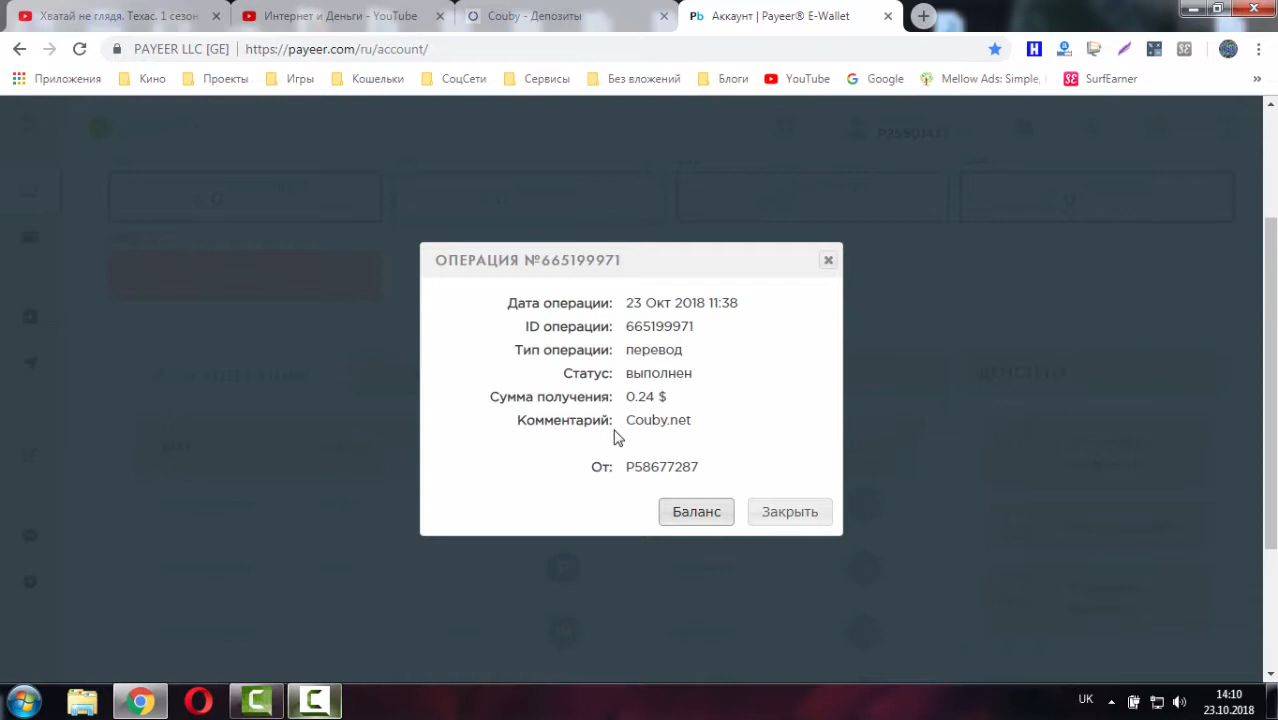 Хватай не глядя. Техас. 1 сезон
Интернет и Деньги - YouTube
Couby - Депозиты
Pb Аккаунт | Payeer® E-Wallet
PAYEER LLC [GE] | https://payeer.com/ru/account/
Приложения Кино Проекты Игры Кошельки СоцСети Сервисы Без вложений Блоги YouTube Google Mellow Ads: Simple, SurfEarner »
ОПЕРАЦИЯ №665199971
Дата операции: 23 Окт 2018 11:38
ID операции: 665199971
Тип операции: перевод
Статус: выполнен
Сумма получения: 0.24 $
Комментарий: Couby.net
От: P58677287
Баланс Закрыть
UK
14:10
23.10.2018